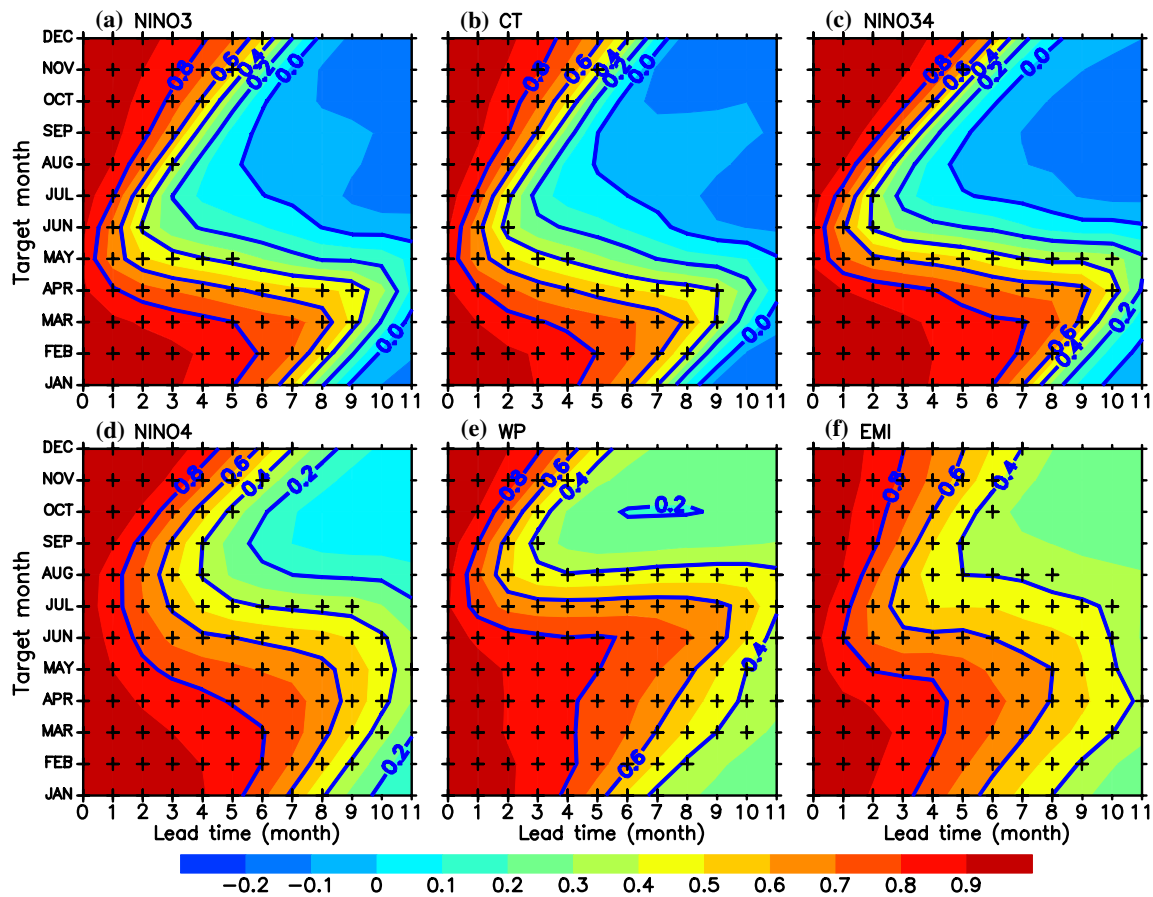 (a) NINO3
(b) CT
(c) NINO34
Target month
DEC
NOV
OCT
SEP
AUG
JUL
JUN
MAY
APR
MAR
FEB
JAN
0.8
0.6
0.4
0.2
0.0
0.0
0.8
0.6
0.4
0.2
0.0
0.0
0.8
0.6
0.4
0.2
0.0
0.2
0.6
0.4
0 1 2 3 4 5 6 7 8 9 10 11
0 1 2 3 4 5 6 7 8 9 10 11
0 1 2 3 4 5 6 7 8 9 10 11
(d) NINO4
(e) WP
(f) EMI
Target month
DEC
NOV
OCT
SEP
AUG
JUL
JUN
MAY
APR
MAR
FEB
JAN
0.8
0.6
0.4
0.2
0.2
0.8
0.6
0.4
0.2
0.4
0.6
0.8
0.6
0.4
0 1 2 3 4 5 6 7 8 9 10 11
0 1 2 3 4 5 6 7 8 9 10 11
0 1 2 3 4 5 6 7 8 9 10 11
Lead time (month)
Lead time (month)
Lead time (month)
-0.2 -0.1 0 0.1 0.2 0.3 0.4 0.5 0.6 0.7 0.8 0.9